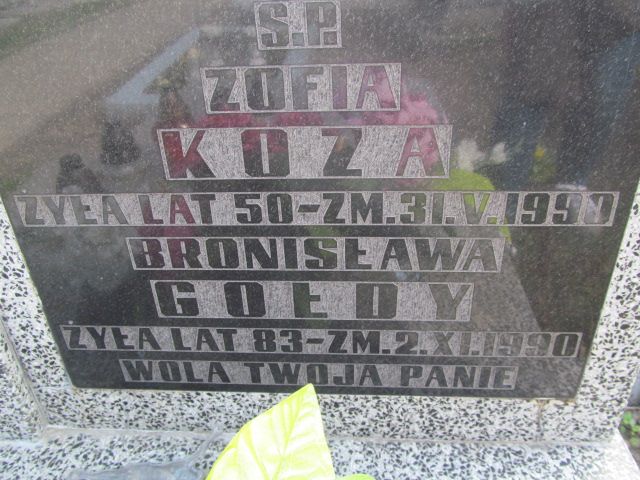 Ś.P.
ZOFIA
KOZA
ŻYŁA LAT 50-ZM.31.V.1990
BRONISŁAWA
GOŁDY
ŻYŁA LAT 83-ZM.2.XI.1990
WOLA TWOJA PANIE